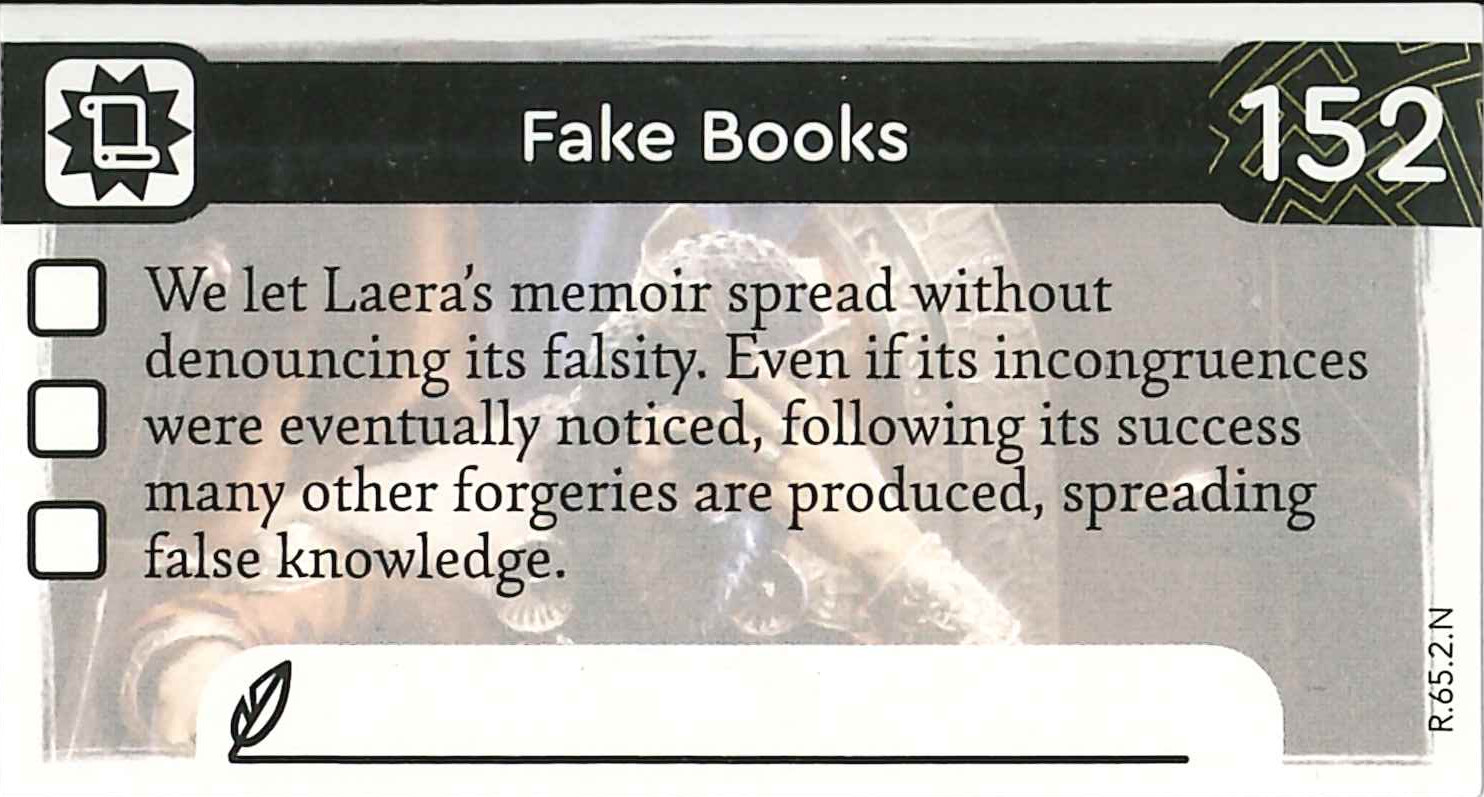 Fake Books
152
We let Laera's memoir spread without
denouncing its falsity. Even if its incongruences
were eventually noticed, following its success
many other forgeries are produced, spreading
false knowledge.
R.65.2.N